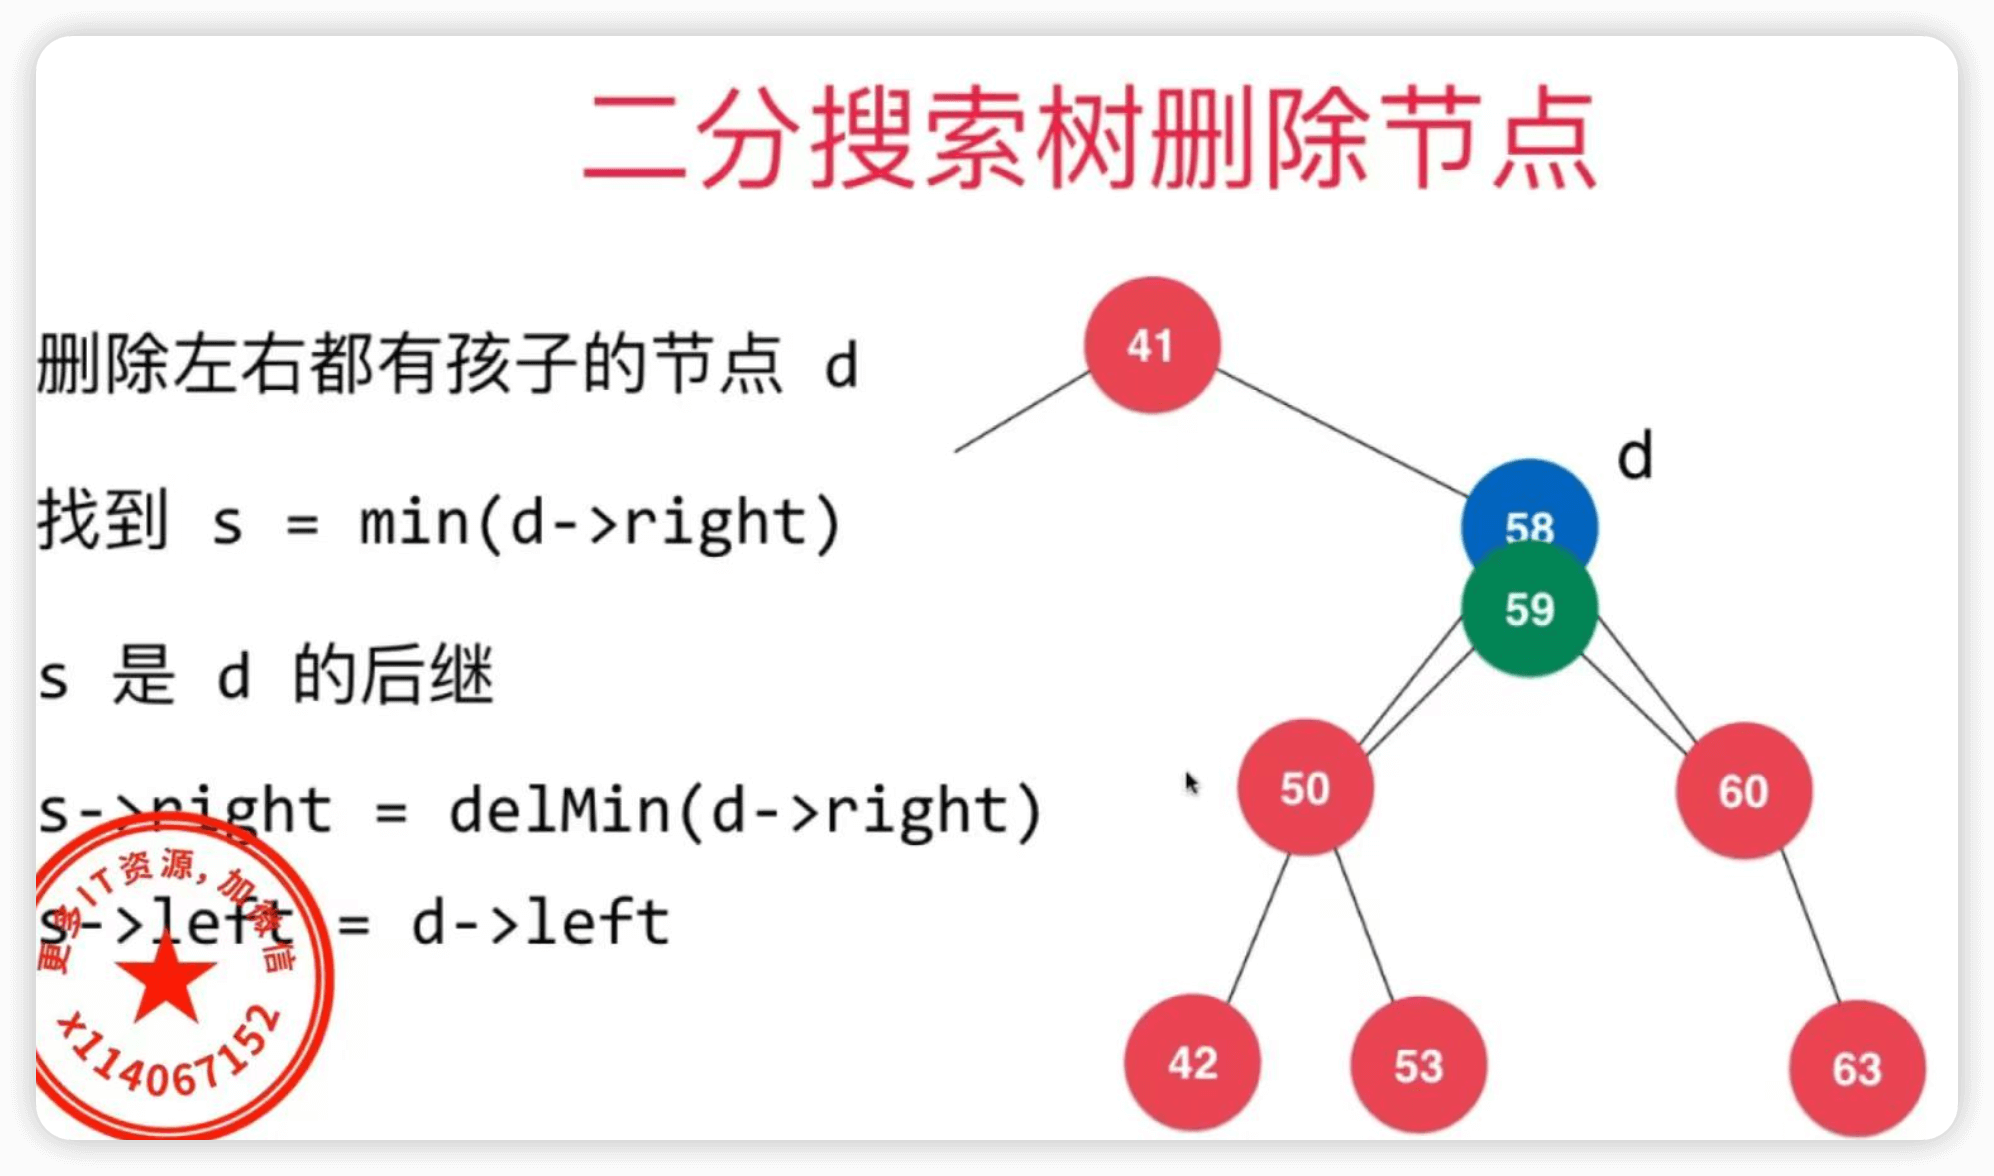 二分搜索树删除节点
删除左右都有孩子的节点 d
找到 s = min(d->right)
s 是 d 的后继
s->right = delMin(d->right)
s->left = d->left
41
d
58
59
50
60
42
53
63
更多IT资源,加微信
x114067152